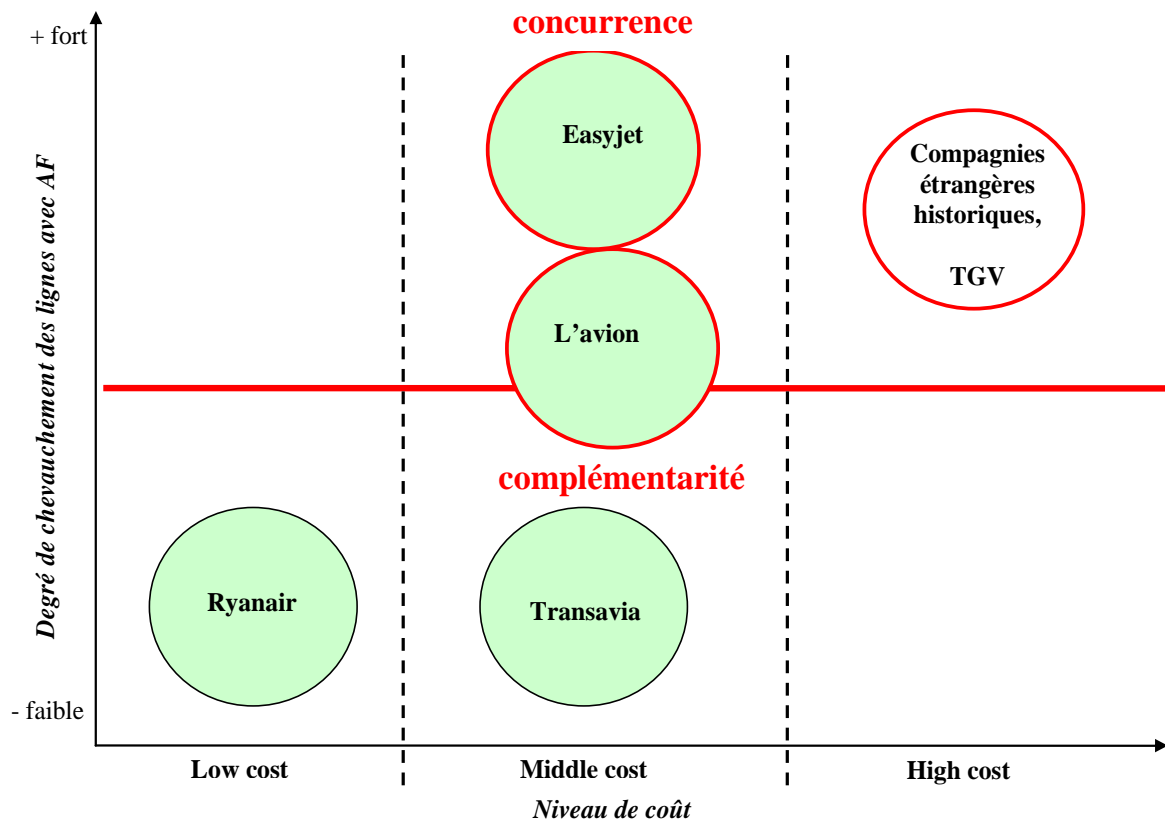 concurrence
+ fort
Degré de chevauchement des lignes avec AF
Easyjet
Compagnies
étrangères
historiques,
TGV
L’avion
complémentarité
Ryanair
Transavia
- faible
Low cost
Middle cost
High cost
Niveau de coût